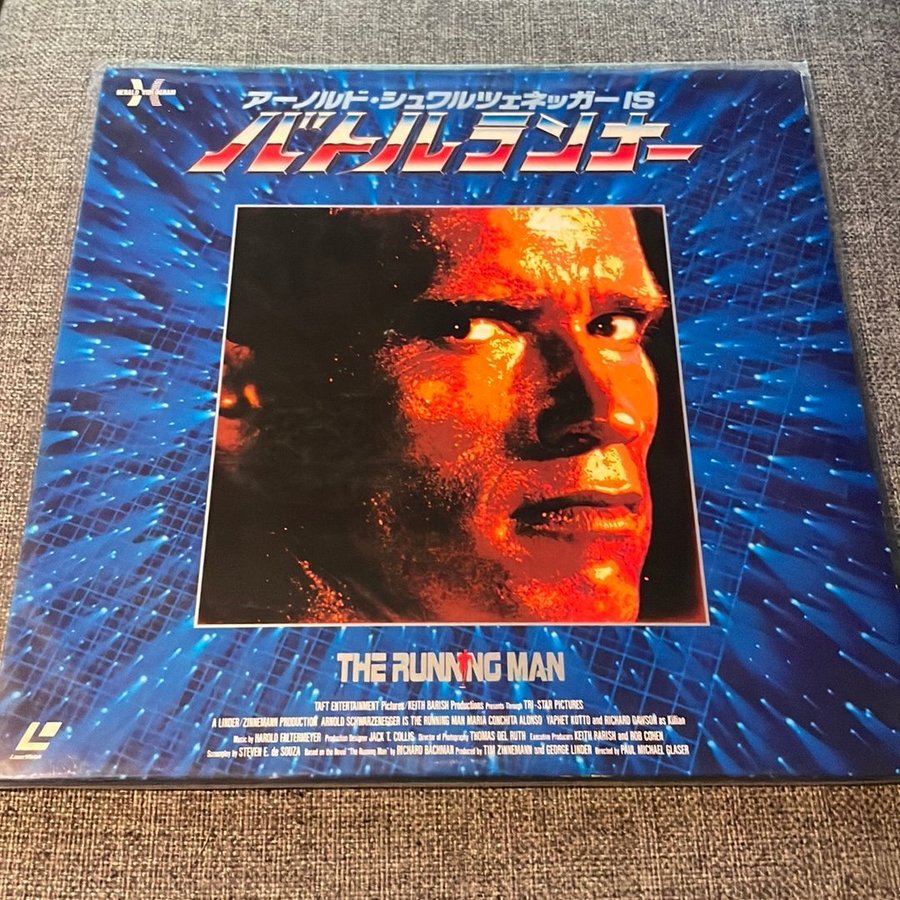 HERALD VIDEOGRAM
アーノルド・シュワルツェネッガーIS
バトルランナー
THE RUNNING MAN
TAFT ENTERTAINMENT Pictures/KEITH BARISH Productions Presents Through TRI-STAR PICTURES
A LINDER/ZINNEMANN PRODUCTION ARNOLD SCHWARZENEGGER IS THE RUNNING MAN MARIA CONCHITA ALONSO YAPHET KOTTO and RICHARD DAWSON as Killian
Music by HAROLD FALTERMEYER Production Designer JACK T. COLLIS Director of Photography THOMAS DEL RUTH Executive Producers KEITH BARISH and ROB COHEN
Screenplay by STEVEN E. de SOUZA Based on the Novel "The Running Man" by RICHARD BACHMAN Produced by TIM ZINNEMANN and GEORGE LINDER Directed by PAUL MICHAEL GLASER
LaserVision